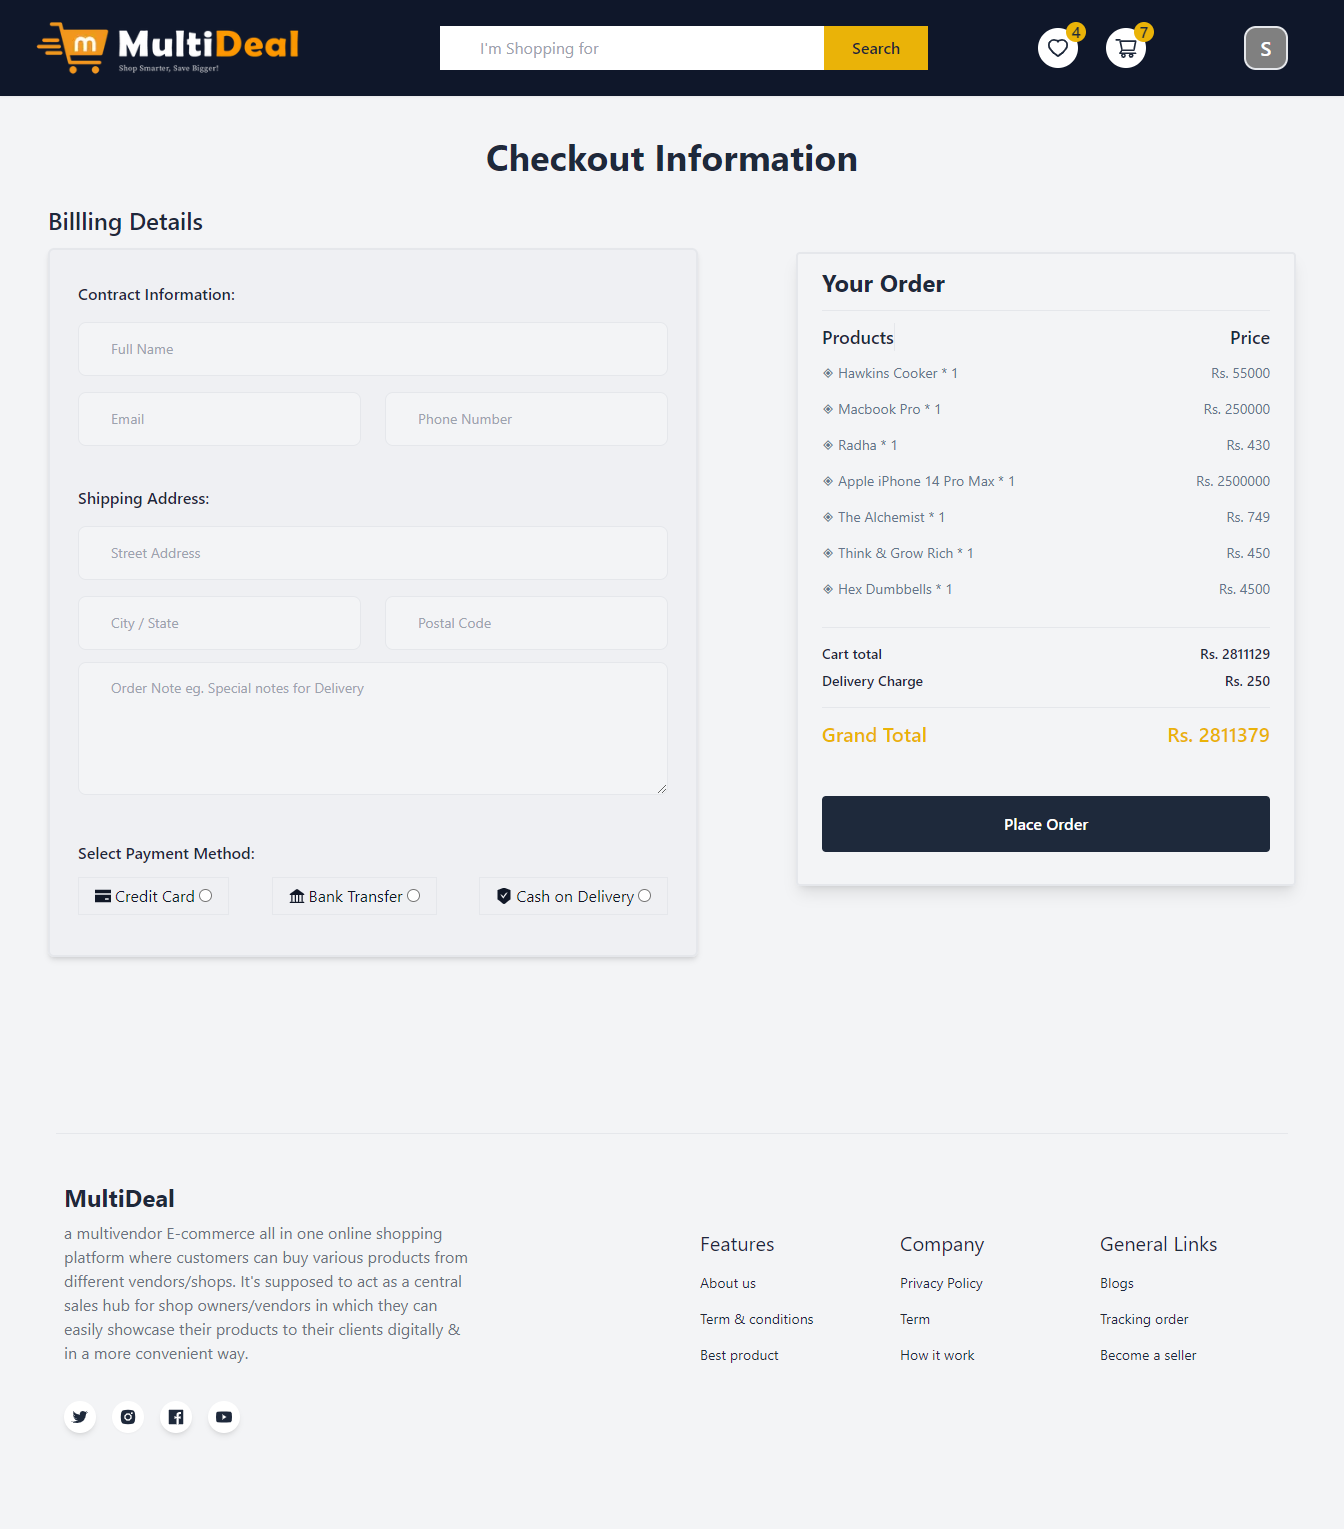 m MultiDeal
Shop Smarter, Save Bigger!
I'm Shopping for
Search
4
7
S
Checkout Information
Billling Details
Contract Information:
Full Name
Email
Phone Number
Shipping Address:
Street Address
City / State
Postal Code
Order Note eg. Special notes for Delivery
Select Payment Method:
Credit Card
Bank Transfer
Cash on Delivery
Your Order
Products Price
Hawkins Cooker * 1 Rs. 55000
Macbook Pro * 1 Rs. 250000
Radha * 1 Rs. 430
Apple iPhone 14 Pro Max * 1 Rs. 2500000
The Alchemist * 1 Rs. 749
Think & Grow Rich * 1 Rs. 450
Hex Dumbbells * 1 Rs. 4500
Cart total Rs. 2811129
Delivery Charge Rs. 250
Grand Total Rs. 2811379
Place Order
MultiDeal
a multivendor E-commerce all in one online shopping
platform where customers can buy various products from
different vendors/shops. It's supposed to act as a central
sales hub for shop owners/vendors in which they can
easily showcase their products to their clients digitally &
in a more convenient way.
Features
About us
Term & conditions
Best product
Company
Privacy Policy
Term
How it work
General Links
Blogs
Tracking order
Become a seller